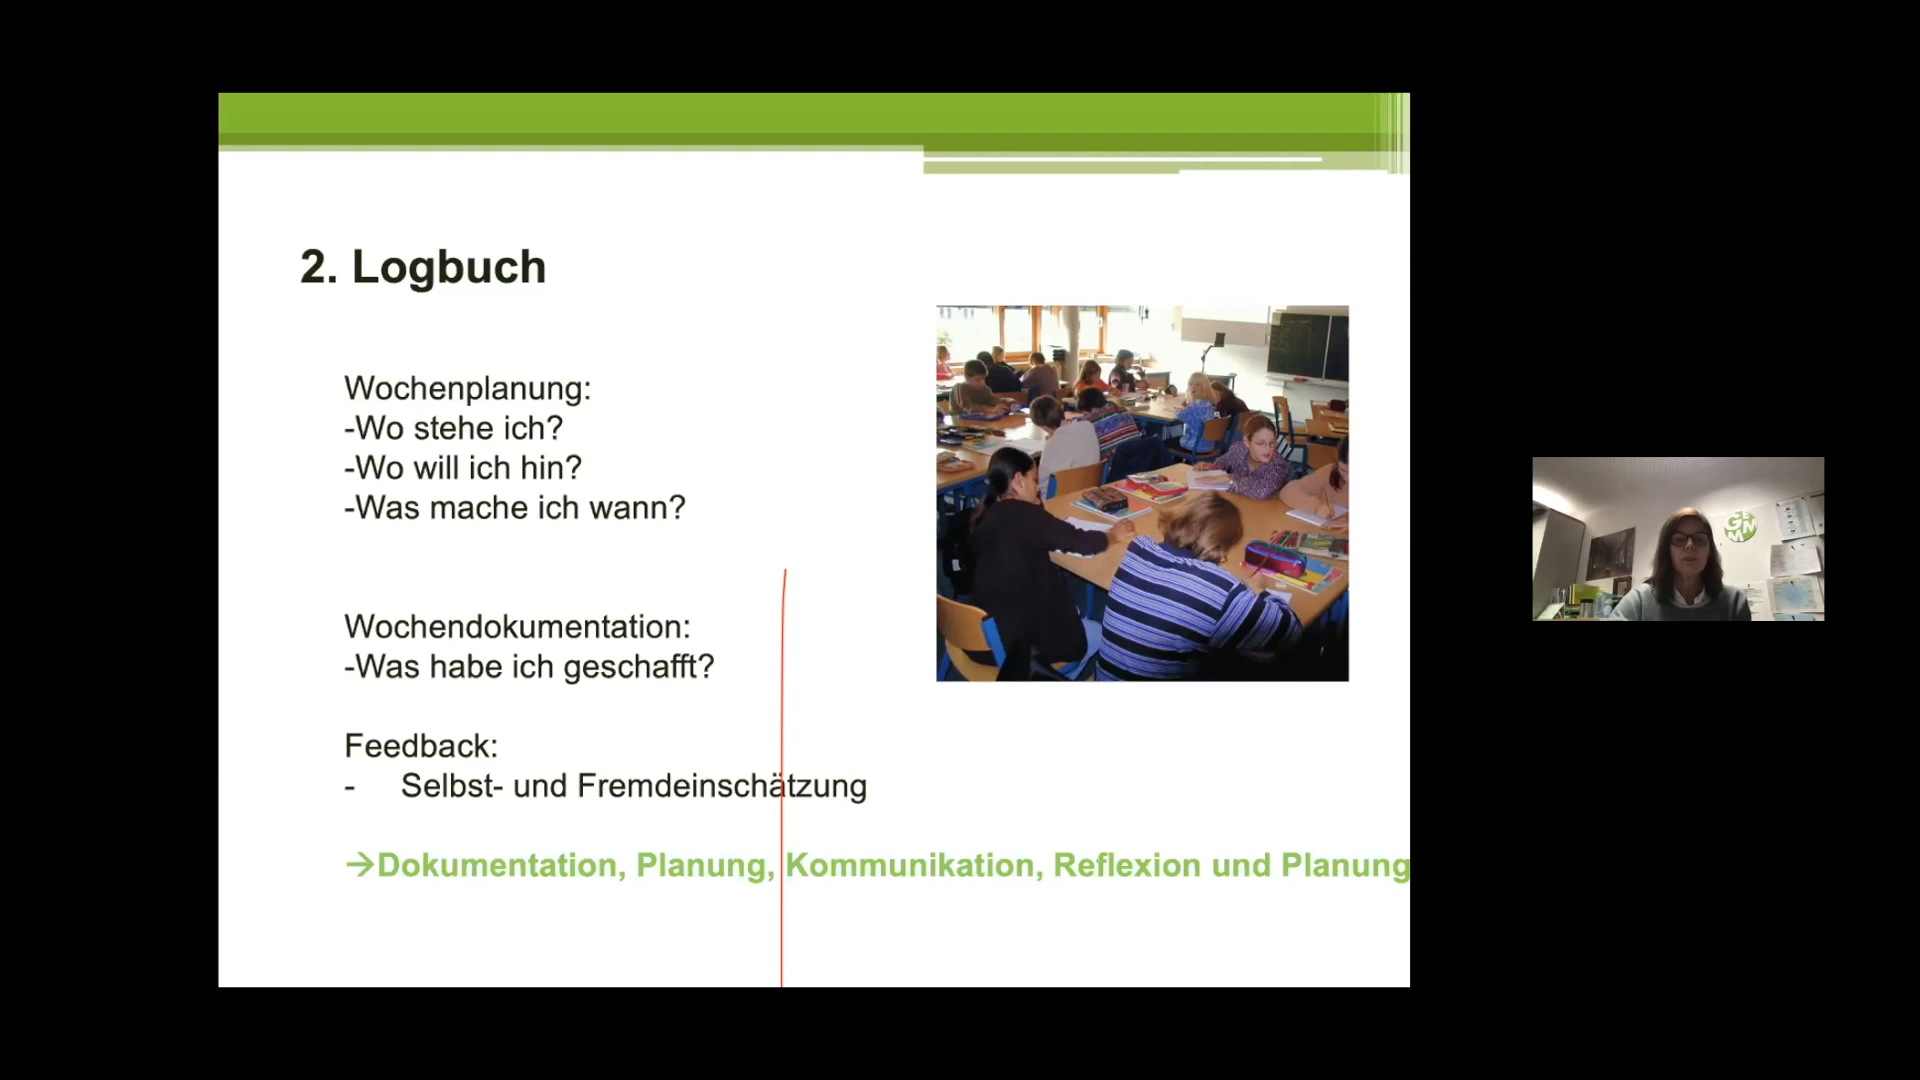 2. Logbuch
Wochenplanung:
-Wo stehe ich?
-Wo will ich hin?
-Was mache ich wann?
Wochendokumentation:
-Was habe ich geschafft?
Feedback:
- Selbst- und Fremdeinschätzung
→Dokumentation, Planung, Kommunikation, Reflexion und Planung
GEMM